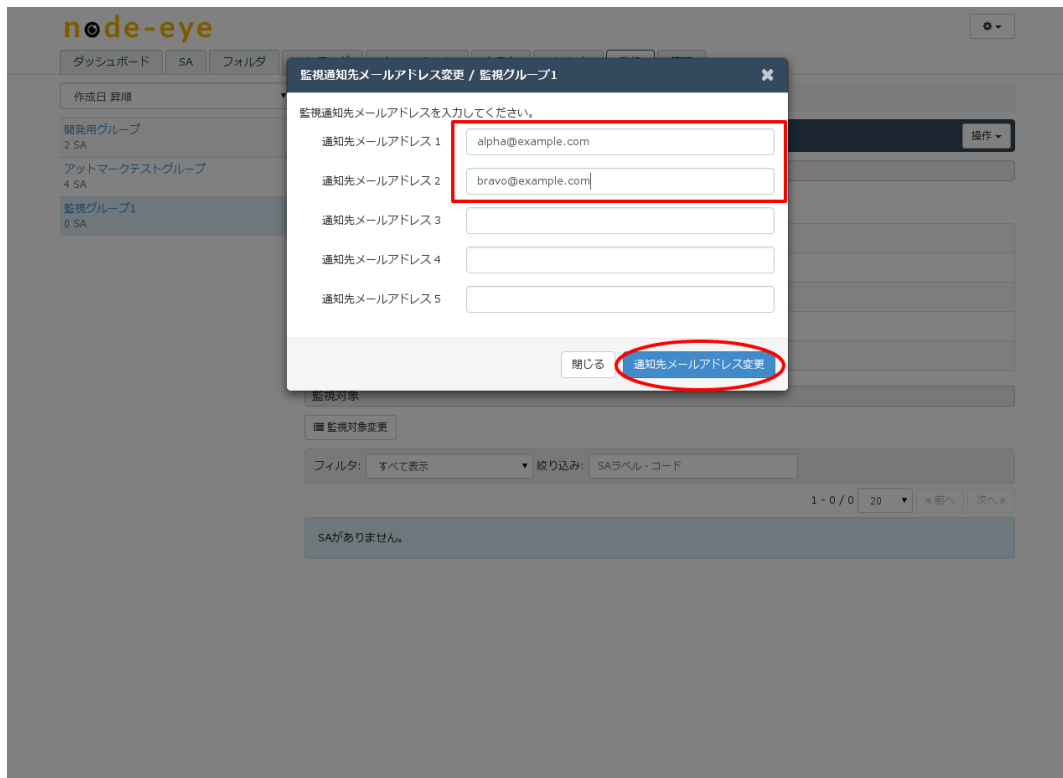 node-eye
ダッシュボード SA フォルダ
作成日 昇順
開発用グループ
2 SA
アットマークテストグループ
4 SA
監視グループ1
0 SA
操作
監視通知先メールアドレス変更 / 監視グループ1
監視通知先メールアドレスを入力してください。
通知先メールアドレス 1 alpha@example.com
通知先メールアドレス 2 bravo@example.com
通知先メールアドレス 3
通知先メールアドレス 4
通知先メールアドレス 5
閉じる 通知先メールアドレス変更
監視対象
監視対象変更
フィルタ: すべて表示 絞り込み: SAラベル・コード
1 - 0 / 0 20 «前へ 次へ»
SAがありません。